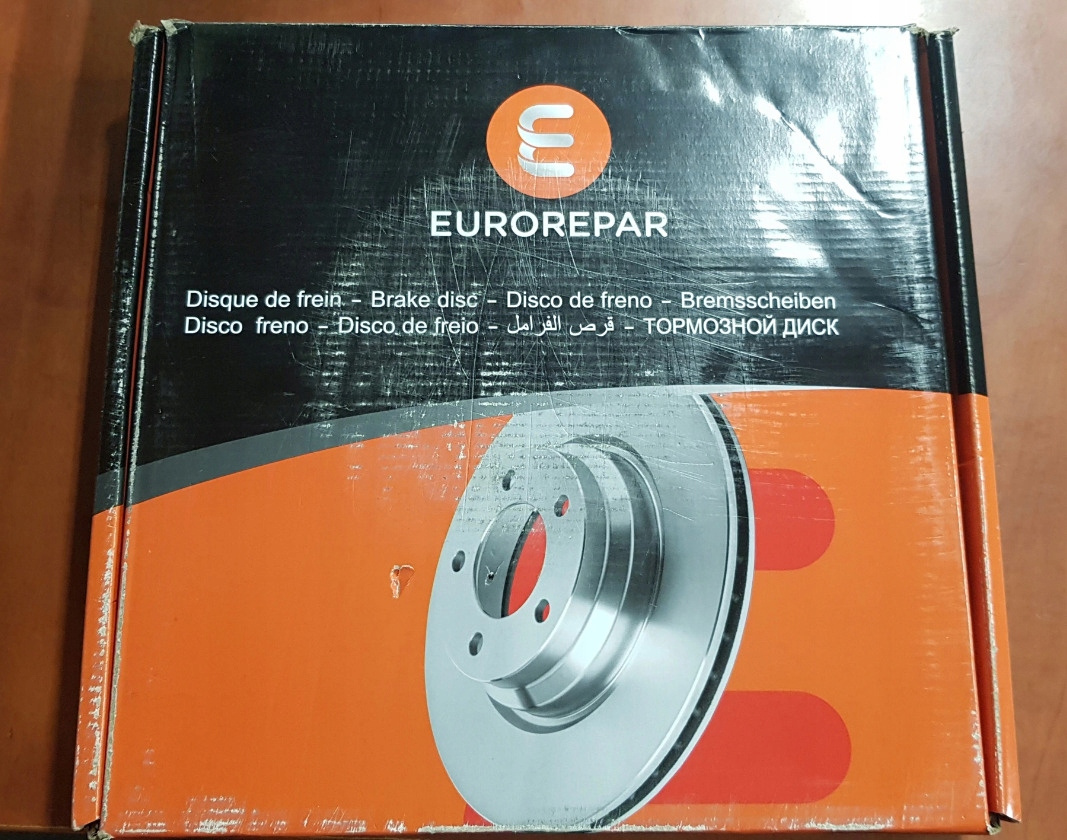 EUROREPAR
Disque de frein – Brake disc – Disco de freno – Bremsscheiben
Disco freno – Disco de freio – قرص الفرامل – ТОРМОЗНОЙ ДИСК